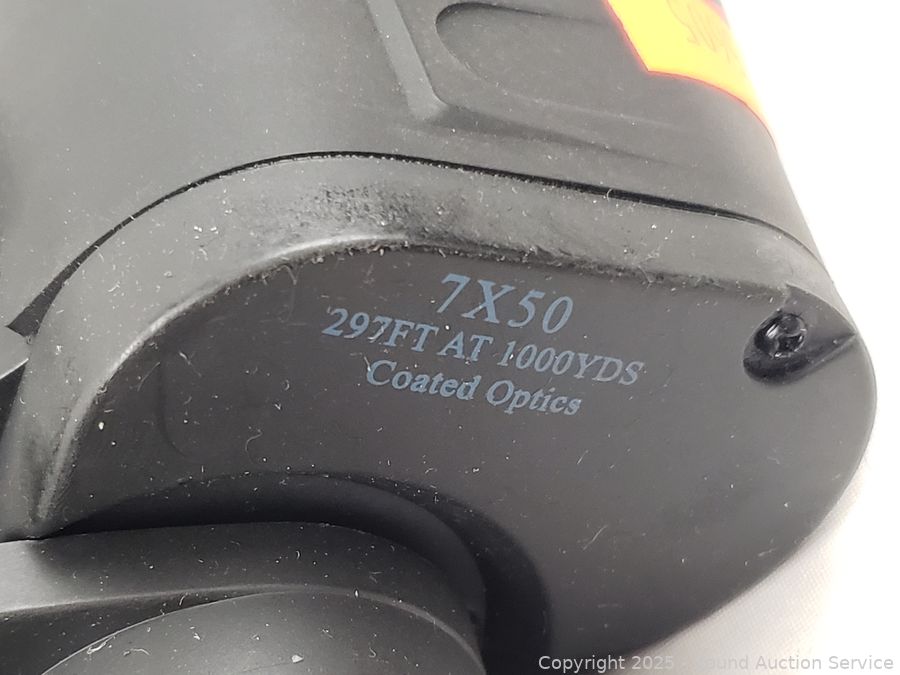 7X50
297FT AT 1000YDS
Coated Optics
Copyright 2025 - Sound Auction Service